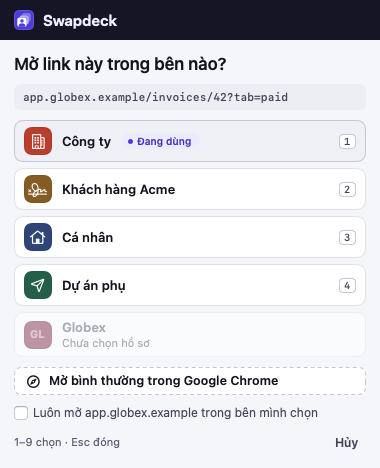 Swapdeck
Mở link này trong bên nào?
app.globex.example/invoices/42?tab=paid
Công ty Đang dùng 1
Khách hàng Acme 2
Cá nhân 3
Dự án phụ 4
GL Globex
Chưa chọn hồ sơ
Mở bình thường trong Google Chrome
Luôn mở app.globex.example trong bên mình chọn
1–9 chọn · Esc đóng Hủy